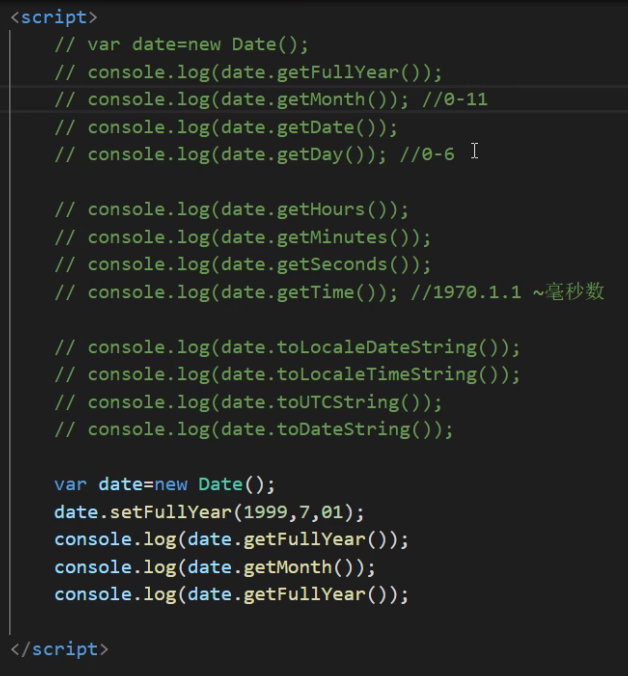 <script>
// var date=new Date();
// console.log(date.getFullYear());
// console.log(date.getMonth()); //0-11
// console.log(date.getDate());
// console.log(date.getDay()); //0-6
// console.log(date.getHours());
// console.log(date.getMinutes());
// console.log(date.getSeconds());
// console.log(date.getTime()); //1970.1.1 ~毫秒数
// console.log(date.toLocaleDateString());
// console.log(date.toLocaleTimeString());
// console.log(date.toUTCString());
// console.log(date.toDateString());
var date=new Date();
date.setFullYear(1999,7,01);
console.log(date.getFullYear());
console.log(date.getMonth());
console.log(date.getFullYear());
</script>